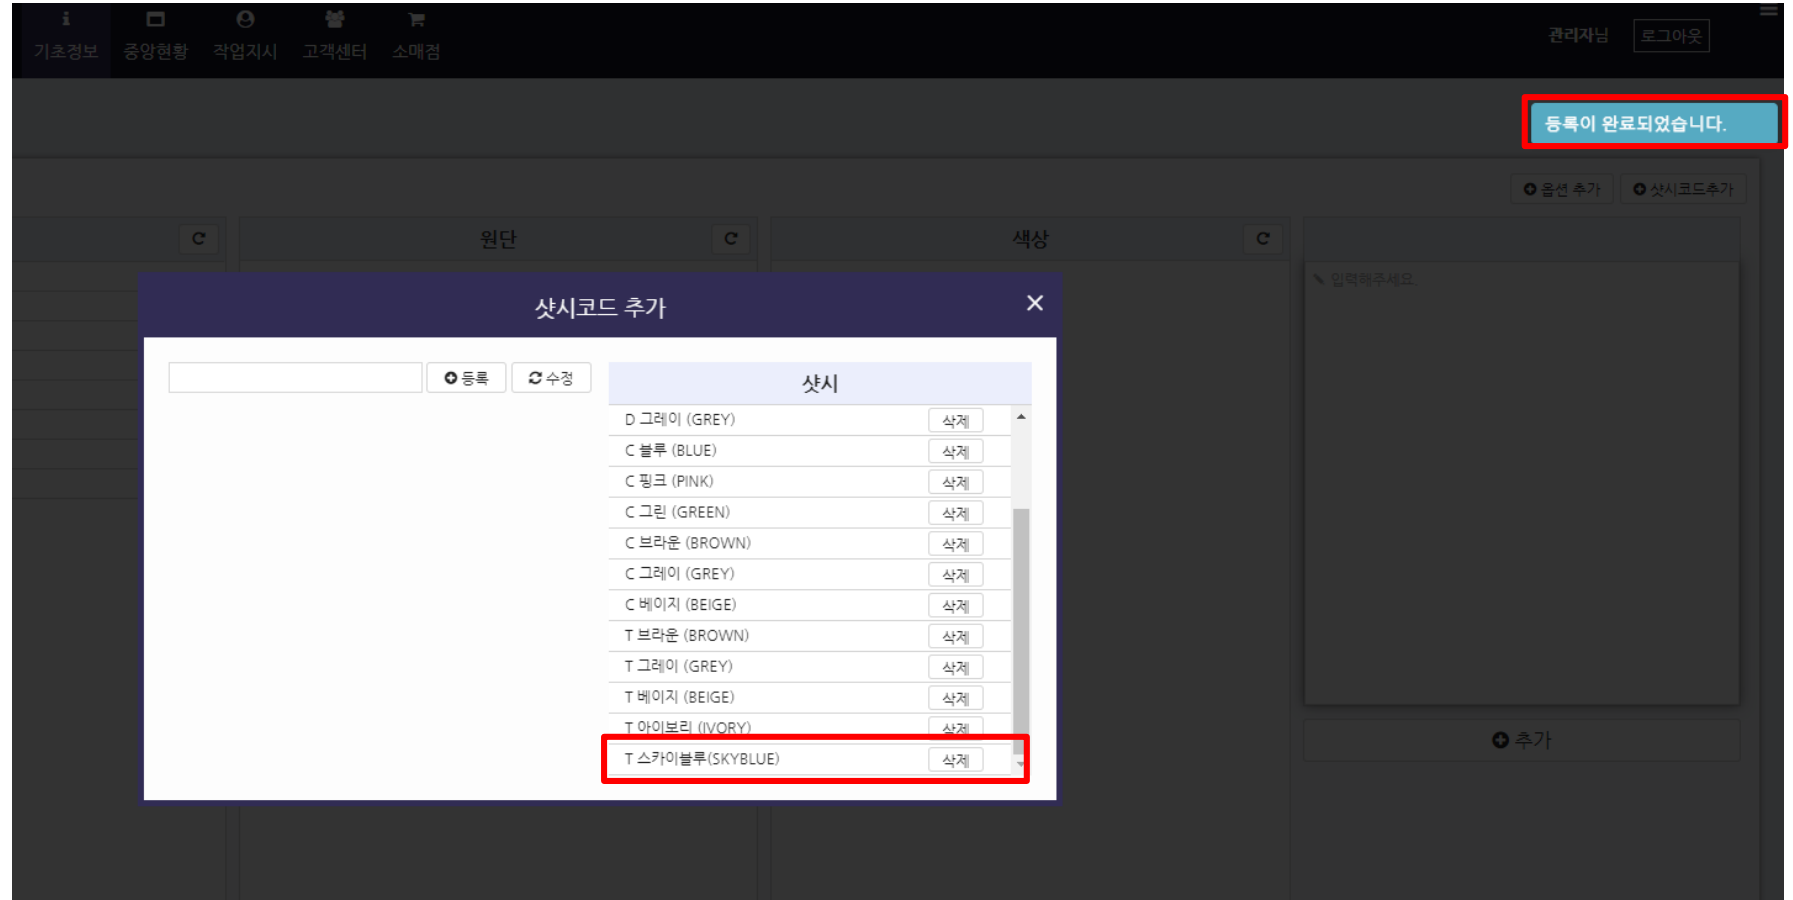 기초정보 중앙현황 작업지시 고객센터 소매점
관리자님 로그아웃
등록이 완료되었습니다.
옵션 추가 샷시코드추가
원단 색상
입력해주세요.
샷시코드 추가 ×
등록 수정
샷시
D 그레이 (GREY) 삭제
C 블루 (BLUE) 삭제
C 핑크 (PINK) 삭제
C 그린 (GREEN) 삭제
C 브라운 (BROWN) 삭제
C 그레이 (GREY) 삭제
C 베이지 (BEIGE) 삭제
T 브라운 (BROWN) 삭제
T 그레이 (GREY) 삭제
T 베이지 (BEIGE) 삭제
T 아이보리 (IVORY) 삭제
T 스카이블루(SKYBLUE) 삭제
추가